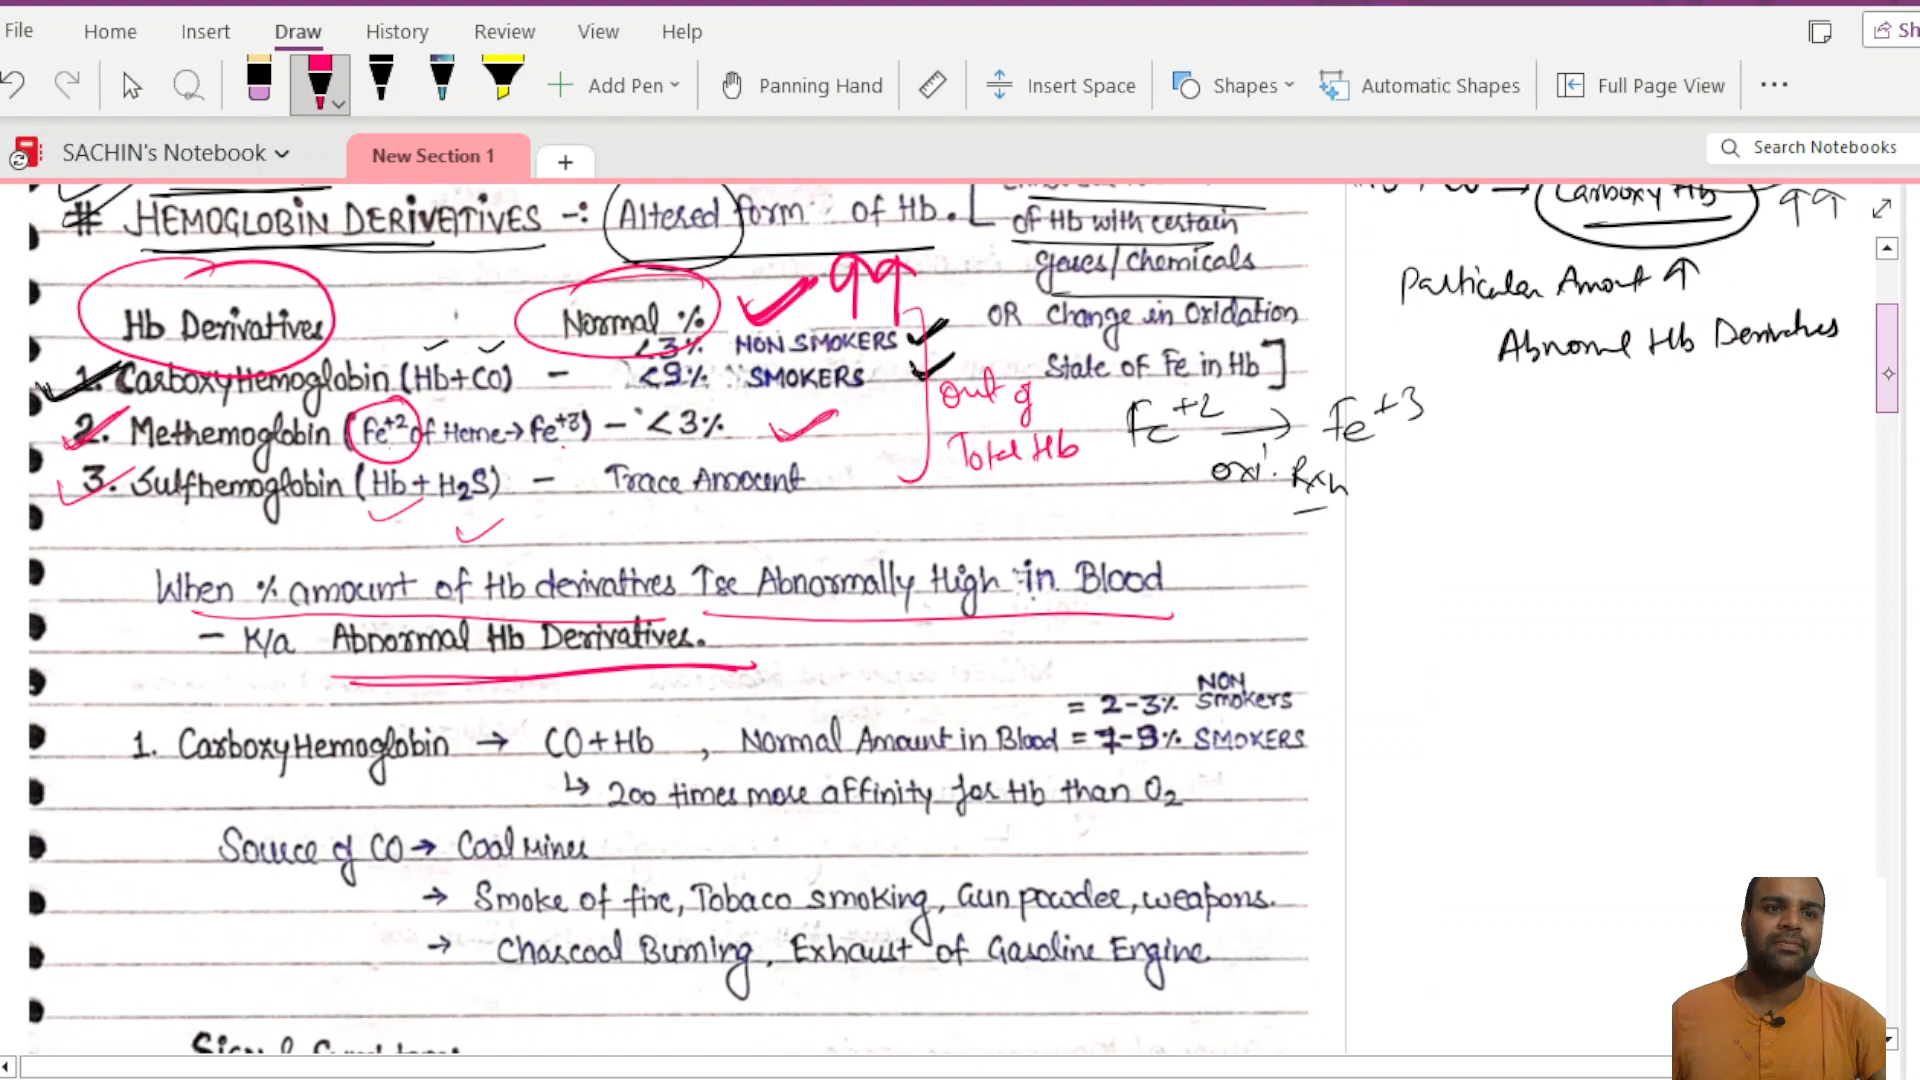 File Home Insert Draw History Review View Help Sh
Add Pen Panning Hand Insert Space Shapes Automatic Shapes Full Page View
SACHIN's Notebook New Section 1 + Search Notebooks
# HEMOGLOBIN DERIVATIVES -: Altered form of Hb. [
of Hb with certain
gases/chemicals
OR Change in Oxidation
State of Fe in Hb]
Carboxy Hb ↑↑
Particular Amount ↑
Abnormal Hb Derivatives
Fe+2 → Fe+3
oxi. Rxn
Hb Derivatives Normal % ↑↑
<3% NON SMOKERS
1. CarboxyHemoglobin (Hb+CO) - <9% SMOKERS
2. Methemoglobin (Fe+2 of Heme→Fe+3) - <3%
3. Sulfhemoglobin (Hb+H2S) - Trace Amount
Out of
Total Hb
When % amount of Hb derivatives Ise Abnormally High in Blood
- K/a Abnormal Hb Derivatives.
= 2-3% NON Smokers
1. CarboxyHemoglobin → CO+Hb , Normal Amount in Blood = 7-9% SMOKERS
↳ 200 times more affinity for Hb than O2
Source of CO → Coal Mines
→ Smoke of fire, Tobaco smoking, Gun powder, weapons.
→ Charcoal Burning, Exhaust of Gasoline Engine.